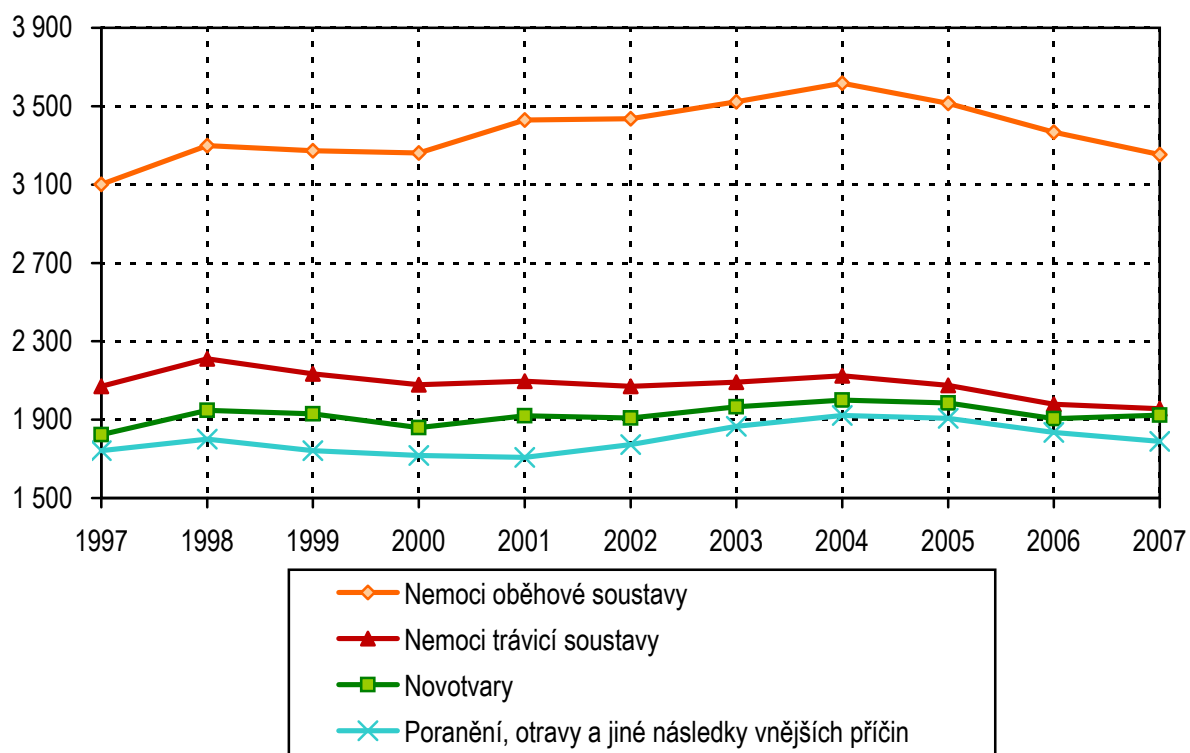 3 900
3 500
3 100
2 700
2 300
1 900
1 500
1997 1998 1999 2000 2001 2002 2003 2004 2005 2006 2007
Nemoci oběhové soustavy
Nemoci trávicí soustavy
Novotvary
Poranění, otravy a jiné následky vnějších příčin